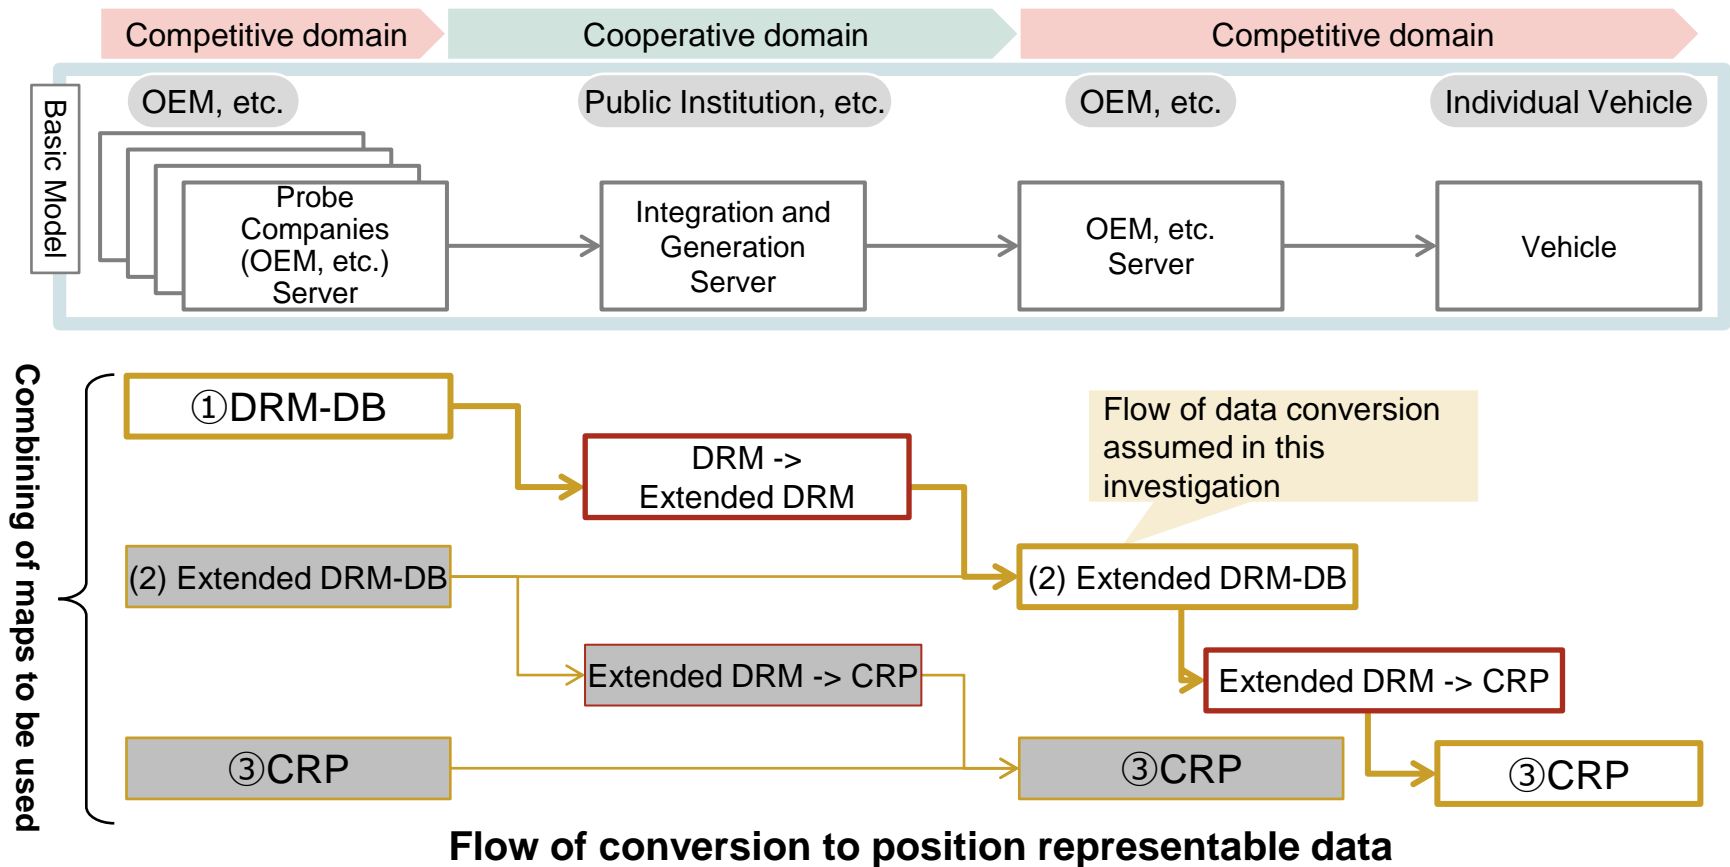 Competitive domain
Cooperative domain
Competitive domain
Basic Model
OEM, etc.
Public Institution, etc.
OEM, etc.
Individual Vehicle
Probe
Companies
(OEM, etc.)
Server
Integration and
Generation
Server
OEM, etc.
Server
Vehicle
Combining of maps to be used
①DRM-DB
DRM ->
Extended DRM
Flow of data conversion
assumed in this
investigation
(2) Extended DRM-DB
(2) Extended DRM-DB
Extended DRM -> CRP
Extended DRM -> CRP
③CRP
③CRP
③CRP
Flow of conversion to position representable data